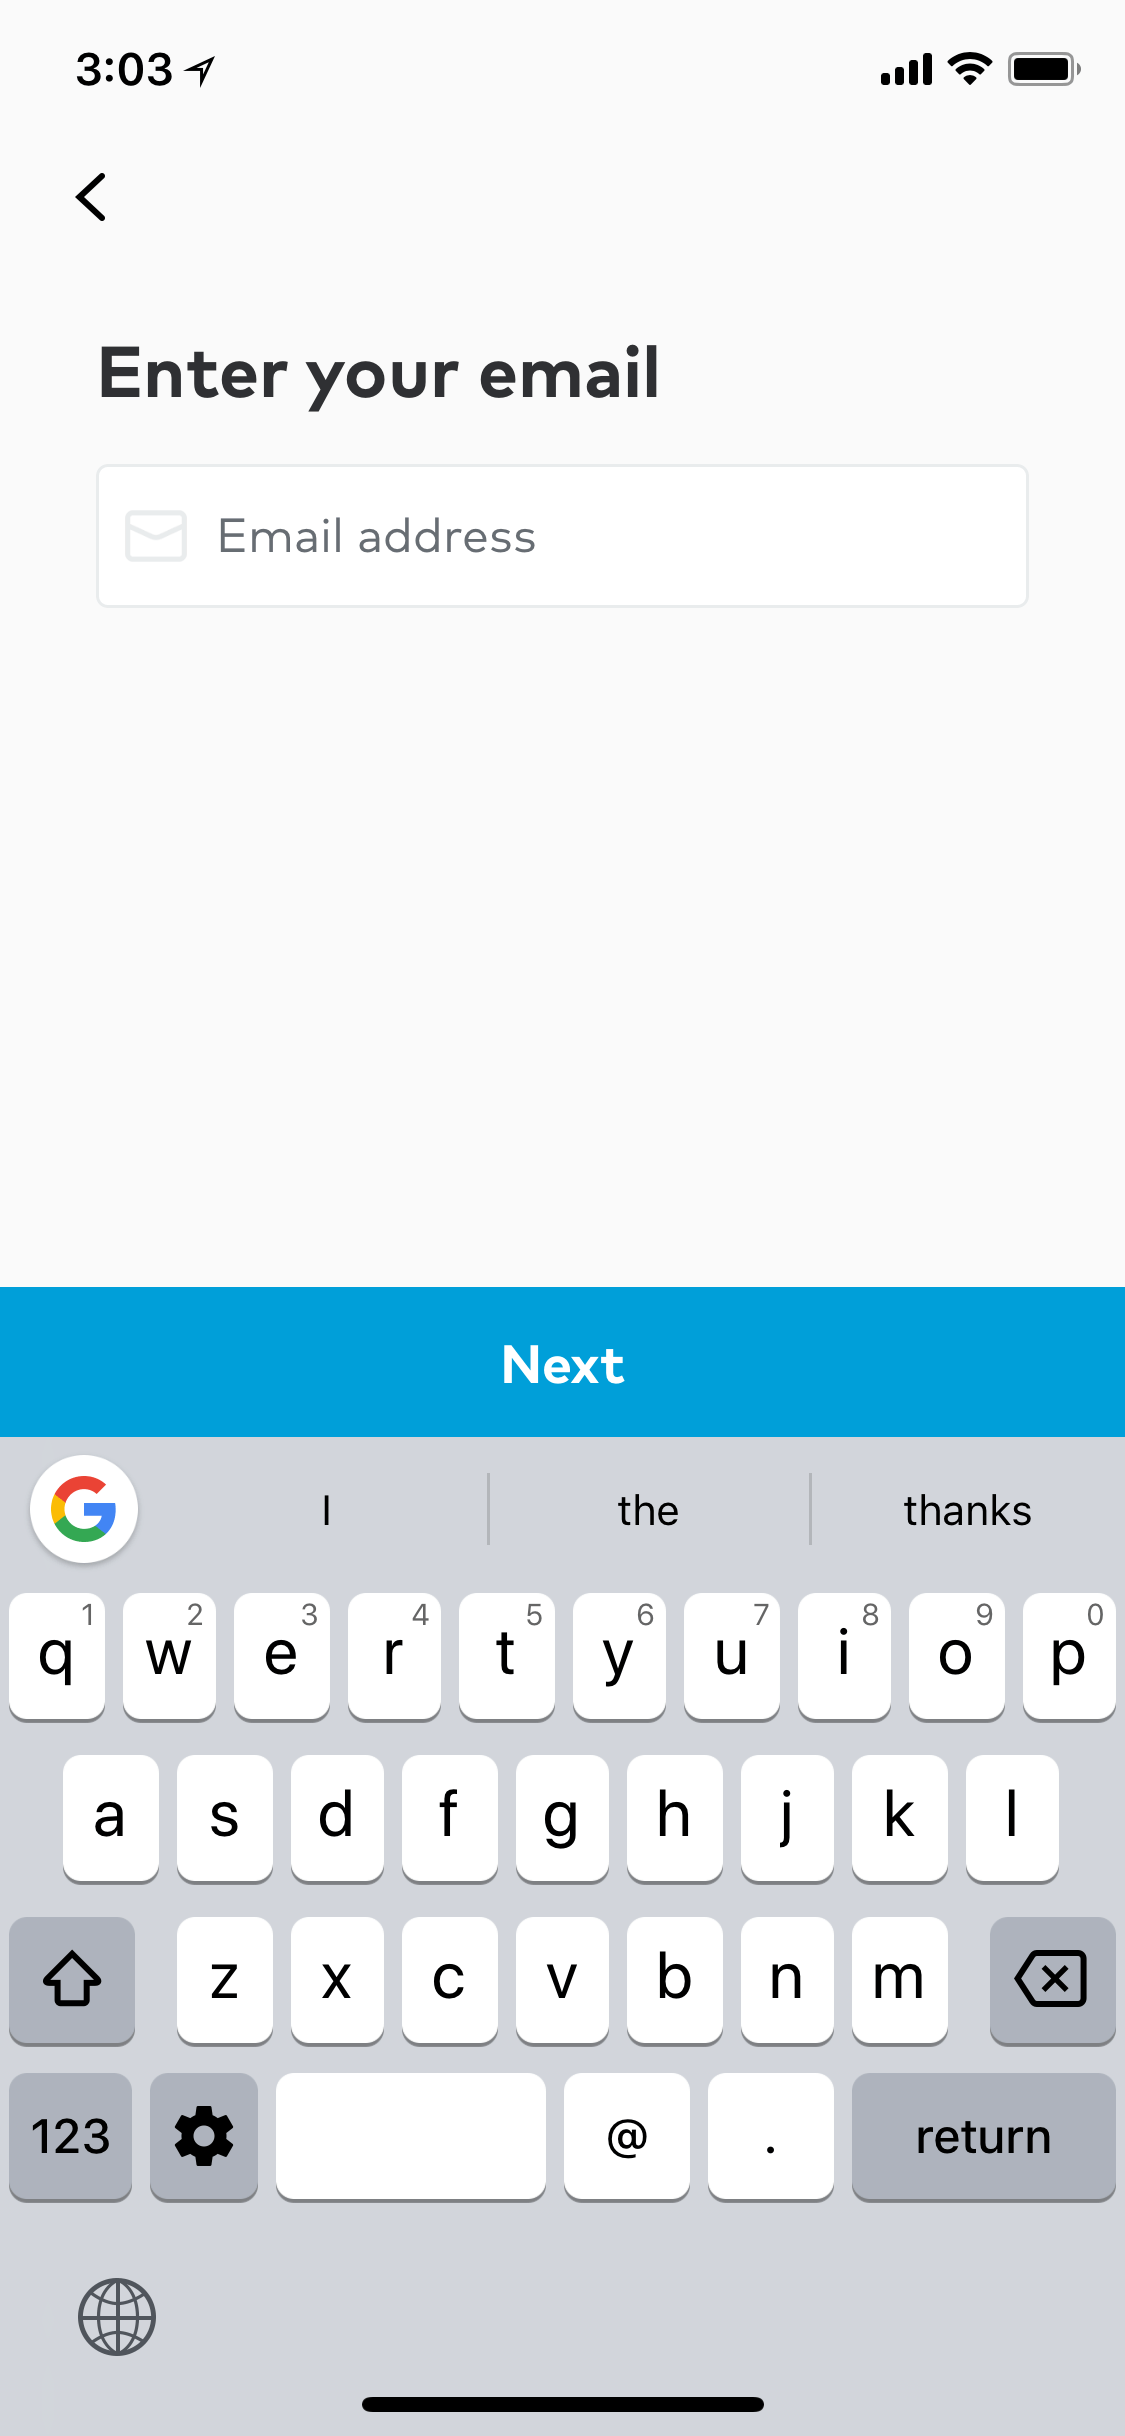 3:03
Enter your email
Email address
Next
I the thanks
1 2 3 4 5 6 7 8 9 0
q w e r t y u i o p
a s d f g h j k l
z x c v b n m
123 @ . return